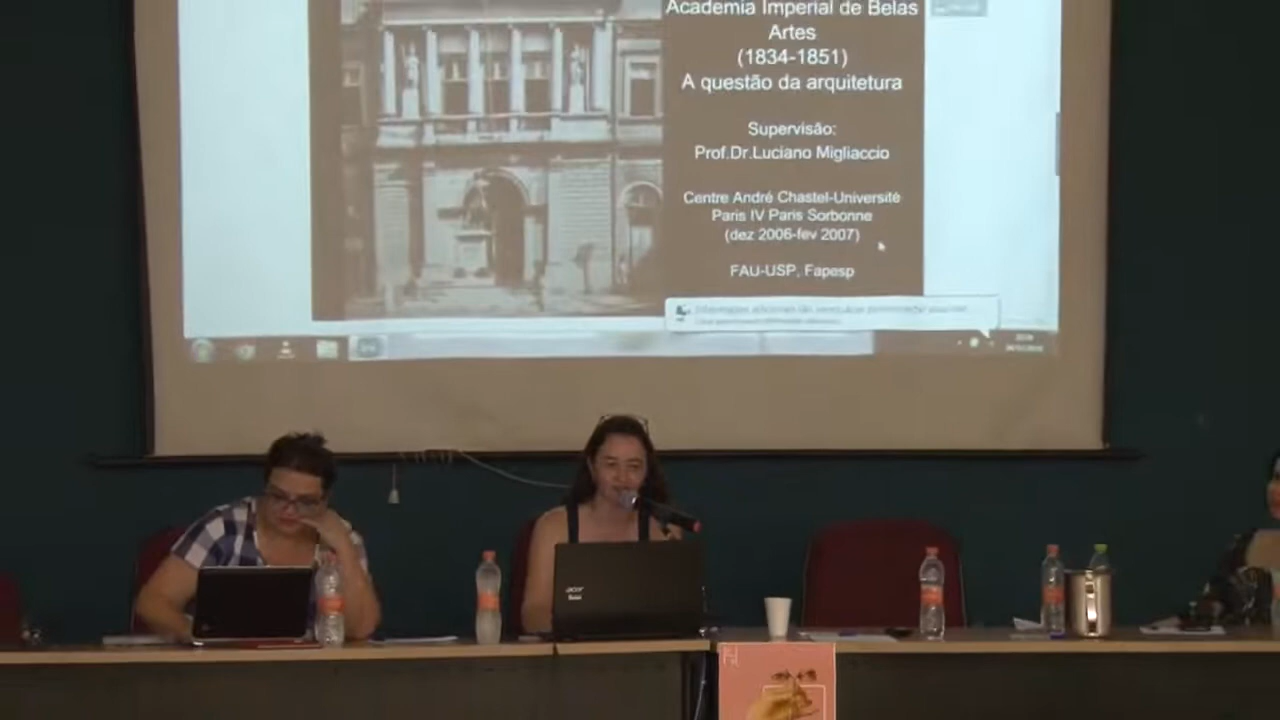 Academia Imperial de Belas
Artes
(1834-1851)
A questão da arquitetura
Supervisão:
Prof.Dr.Luciano Migliaccio
Centre André Chastel-Université
Paris IV Paris Sorbonne
(dez 2006-fev 2007)
FAU-USP, Fapesp
acer